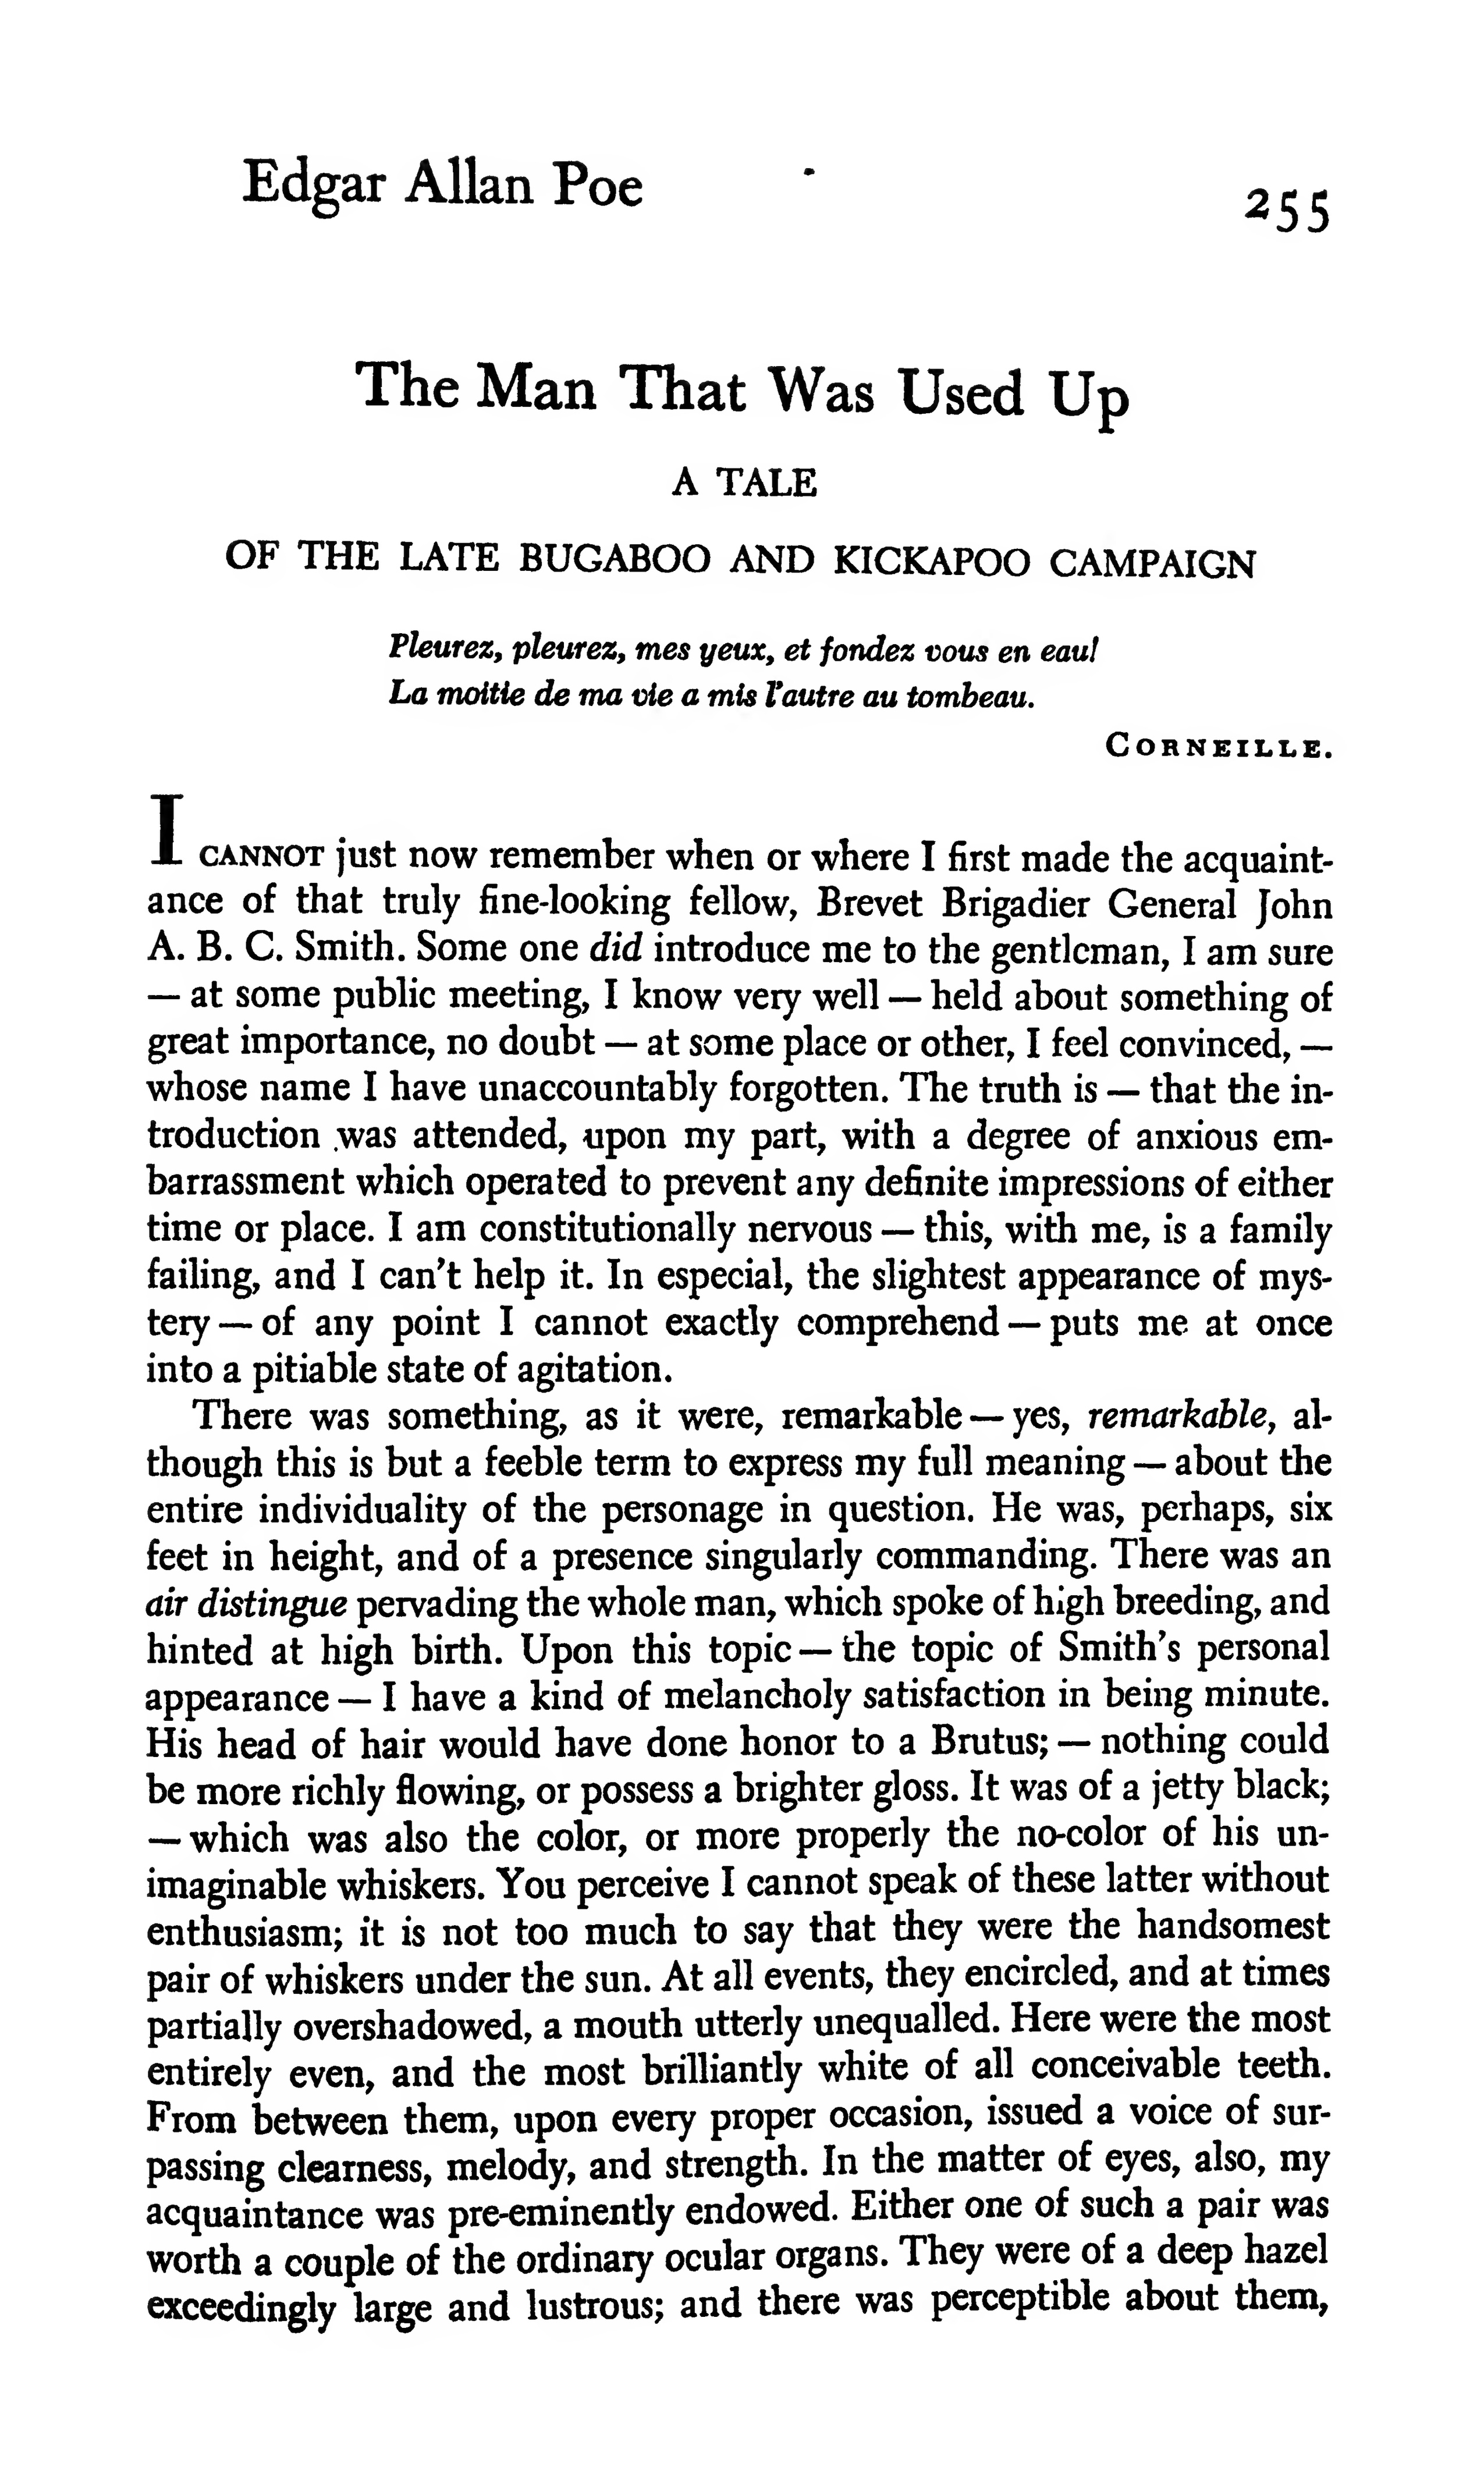 Edgar Allan Poe
255
The Man That Was Used Up
A TALE
OF THE LATE BUGABOO AND KICKAPOO CAMPAIGN
Pleurez, pleurez, mes yeux, et fondez vous en eau!
La moitie de ma vie a mis l'autre au tombeau.
CORNEILLE.
I CANNOT just now remember when or where I first made the acquaint-
ance of that truly fine-looking fellow, Brevet Brigadier General John
A. B. C. Smith. Some one did introduce me to the gentleman, I am sure
— at some public meeting, I know very well — held about something of
great importance, no doubt — at some place or other, I feel convinced, —
whose name I have unaccountably forgotten. The truth is — that the in-
troduction was attended, upon my part, with a degree of anxious em-
barrassment which operated to prevent any definite impressions of either
time or place. I am constitutionally nervous — this, with me, is a family
failing, and I can't help it. In especial, the slightest appearance of mys-
tery — of any point I cannot exactly comprehend — puts me at once
into a pitiable state of agitation.
There was something, as it were, remarkable — yes, remarkable, al-
though this is but a feeble term to express my full meaning — about the
entire individuality of the personage in question. He was, perhaps, six
feet in height, and of a presence singularly commanding. There was an
air distingue pervading the whole man, which spoke of high breeding, and
hinted at high birth. Upon this topic — the topic of Smith's personal
appearance — I have a kind of melancholy satisfaction in being minute.
His head of hair would have done honor to a Brutus; — nothing could
be more richly flowing, or possess a brighter gloss. It was of a jetty black;
— which was also the color, or more properly the no-color of his un-
imaginable whiskers. You perceive I cannot speak of these latter without
enthusiasm; it is not too much to say that they were the handsomest
pair of whiskers under the sun. At all events, they encircled, and at times
partially overshadowed, a mouth utterly unequalled. Here were the most
entirely even, and the most brilliantly white of all conceivable teeth.
From between them, upon every proper occasion, issued a voice of sur-
passing clearness, melody, and strength. In the matter of eyes, also, my
acquaintance was pre-eminently endowed. Either one of such a pair was
worth a couple of the ordinary ocular organs. They were of a deep hazel
exceedingly large and lustrous; and there was perceptible about them,